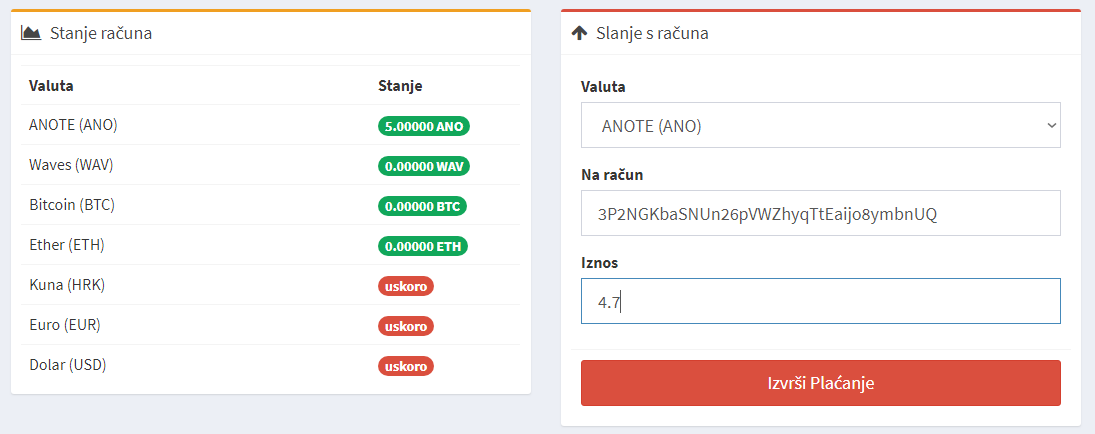 Stanje računa
Valuta Stanje
ANOTE (ANO) 5.00000 ANO
Waves (WAV) 0.00000 WAV
Bitcoin (BTC) 0.00000 BTC
Ether (ETH) 0.00000 ETH
Kuna (HRK) uskoro
Euro (EUR) uskoro
Dolar (USD) uskoro
Slanje s računa
Valuta
ANOTE (ANO)
Na račun
3P2NGKbaSNUn26pVWZhyqTtEaijo8ymbnUQ
Iznos
4.7
Izvrši Plaćanje